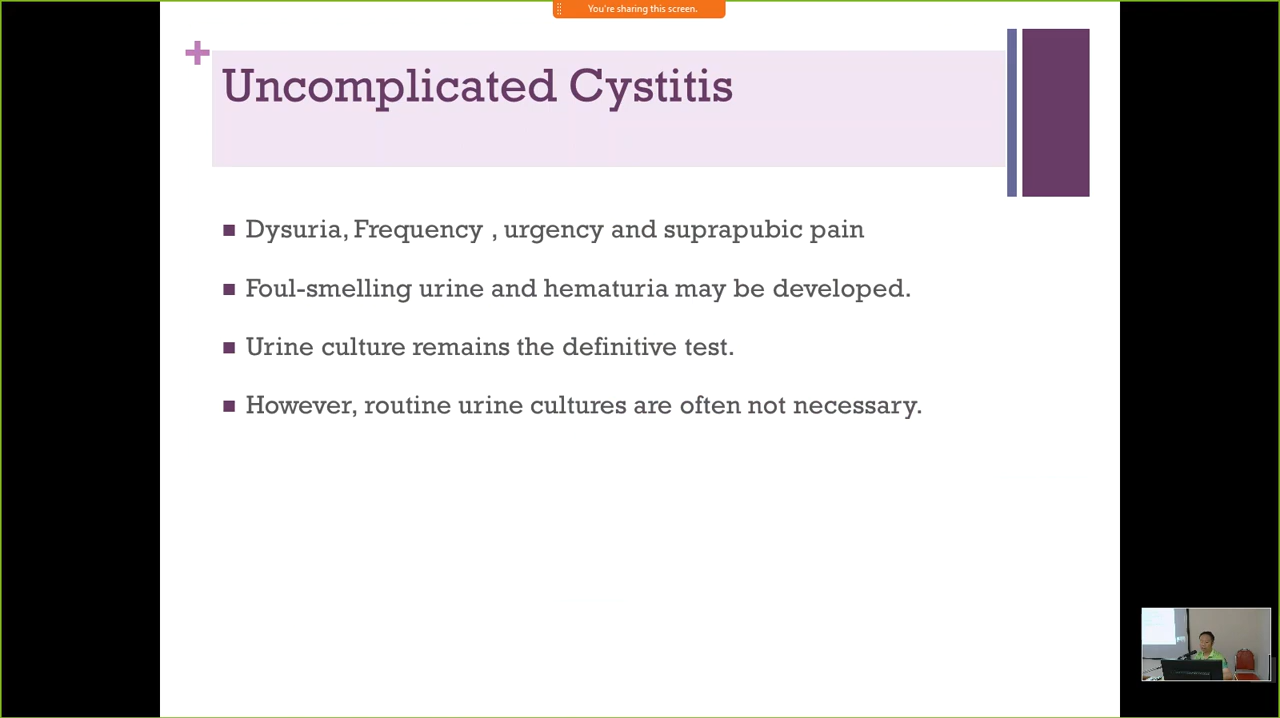 You're sharing this screen.
+
Uncomplicated Cystitis
Dysuria, Frequency , urgency and suprapubic pain
Foul-smelling urine and hematuria may be developed.
Urine culture remains the definitive test.
However, routine urine cultures are often not necessary.